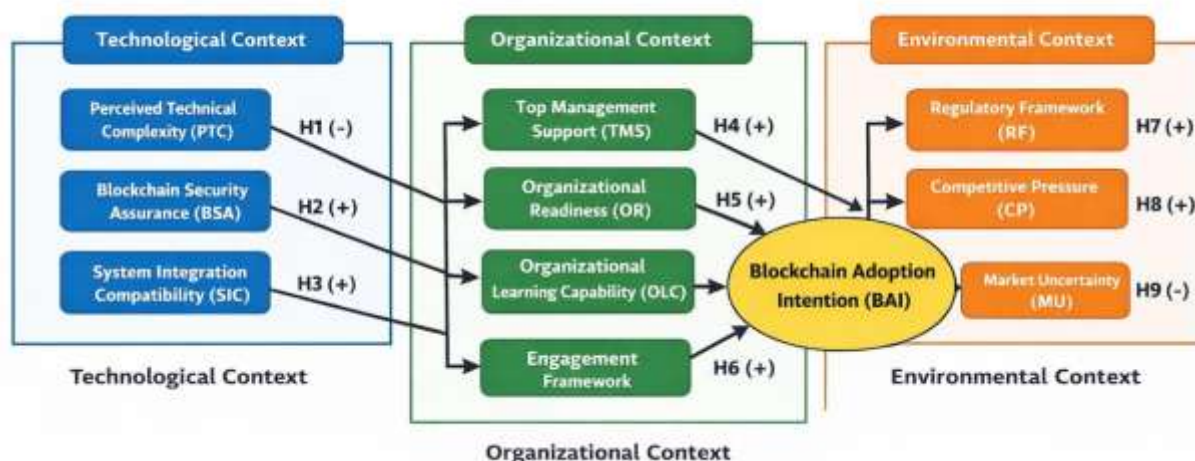 Technological Context
Perceived Technical
Complexity (PTC)
H1 (-)
Blockchain Security
Assurance (BSA)
H2 (+)
System Integration
Compatibility (SIC)
H3 (+)
Technological Context
Organizational Context
Top Management
Support (TMS)
H4 (+)
Organizational
Readiness (OR)
H5 (+)
Organizational
Learning Capability (OLC)
Engagement
Framework
H6 (+)
Organizational Context
Blockchain Adoption
Intention (BAI)
Environmental Context
Regulatory Framework
(RF)
H7 (+)
Competitive Pressure
(CP)
H8 (+)
Market Uncertainty
(MU)
H9 (-)
Environmental Context